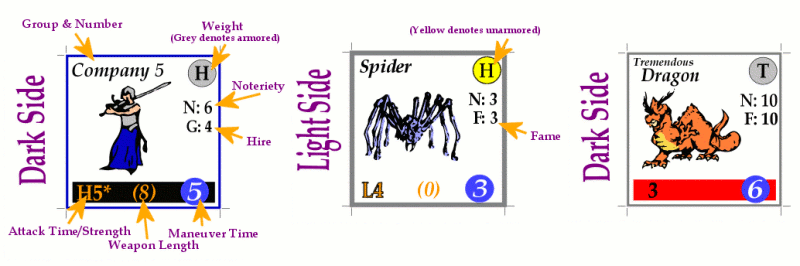 Group & Number
Weight
(Grey denotes armored)
(Yellow denotes unarmored)
Dark Side
Company 5
H
N: 6
G: 4
Noteriety
Hire
H5*
(8)
5
Attack Time/Strength
Weapon Length
Maneuver Time
Light Side
Spider
H
N: 3
F: 3
Fame
L4
(0)
3
Dark Side
Tremendous
Dragon
T
N: 10
F: 10
3
6